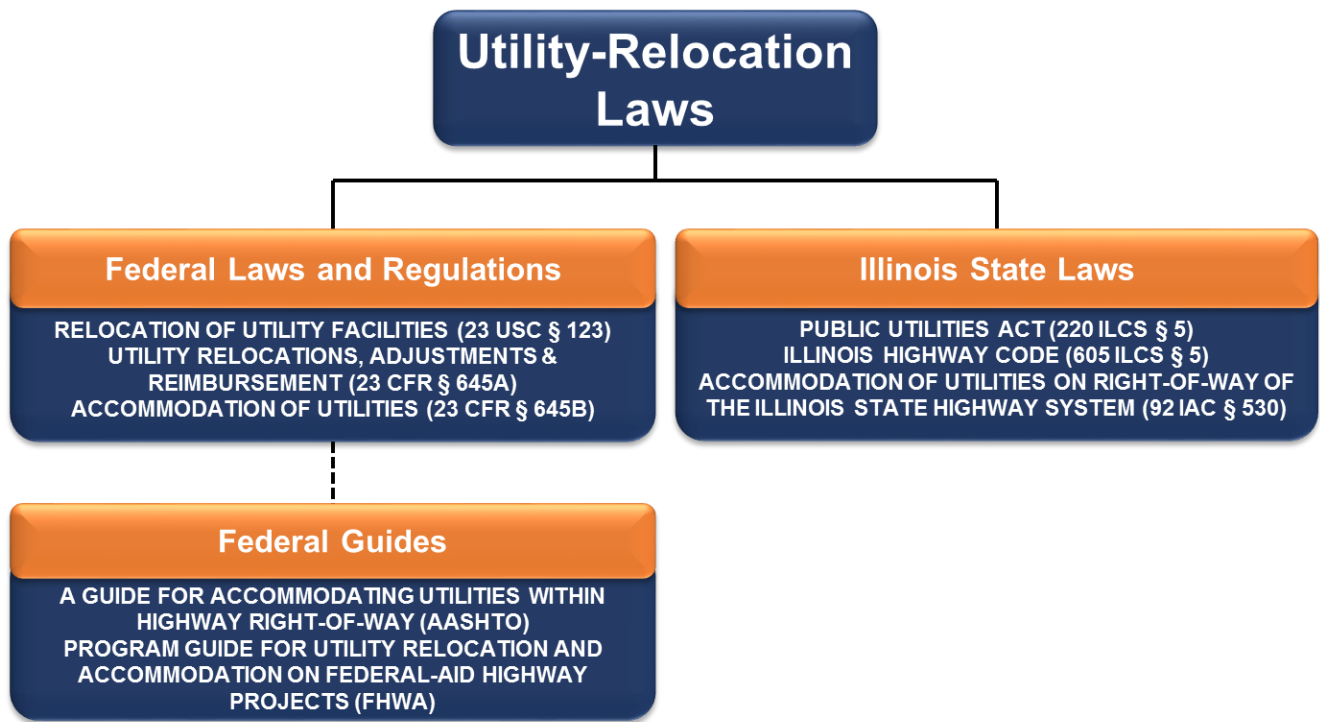 Utility-Relocation
Laws
Federal Laws and Regulations
RELOCATION OF UTILITY FACILITIES (23 USC § 123)
UTILITY RELOCATIONS, ADJUSTMENTS &
REIMBURSEMENT (23 CFR § 645A)
ACCOMMODATION OF UTILITIES (23 CFR § 645B)
Illinois State Laws
PUBLIC UTILITIES ACT (220 ILCS § 5)
ILLINOIS HIGHWAY CODE (605 ILCS § 5)
ACCOMMODATION OF UTILITIES ON RIGHT-OF-WAY OF
THE ILLINOIS STATE HIGHWAY SYSTEM (92 IAC § 530)
Federal Guides
A GUIDE FOR ACCOMMODATING UTILITIES WITHIN
HIGHWAY RIGHT-OF-WAY (AASHTO)
PROGRAM GUIDE FOR UTILITY RELOCATION AND
ACCOMMODATION ON FEDERAL-AID HIGHWAY
PROJECTS (FHWA)